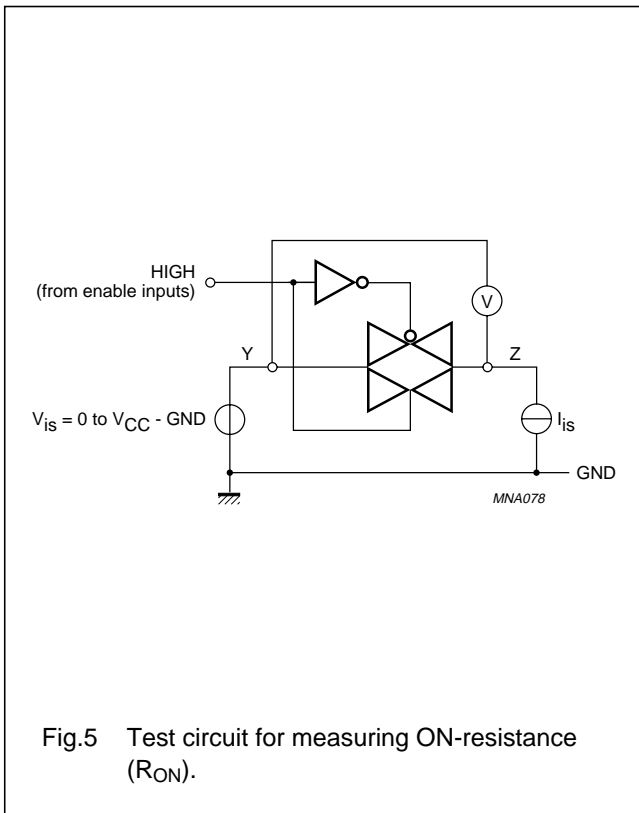 HIGH
(from enable inputs)
V
Y
Z
V_is = 0 to V_CC - GND
I_is
GND
MNA078
Fig.5 Test circuit for measuring ON-resistance
(R_ON).